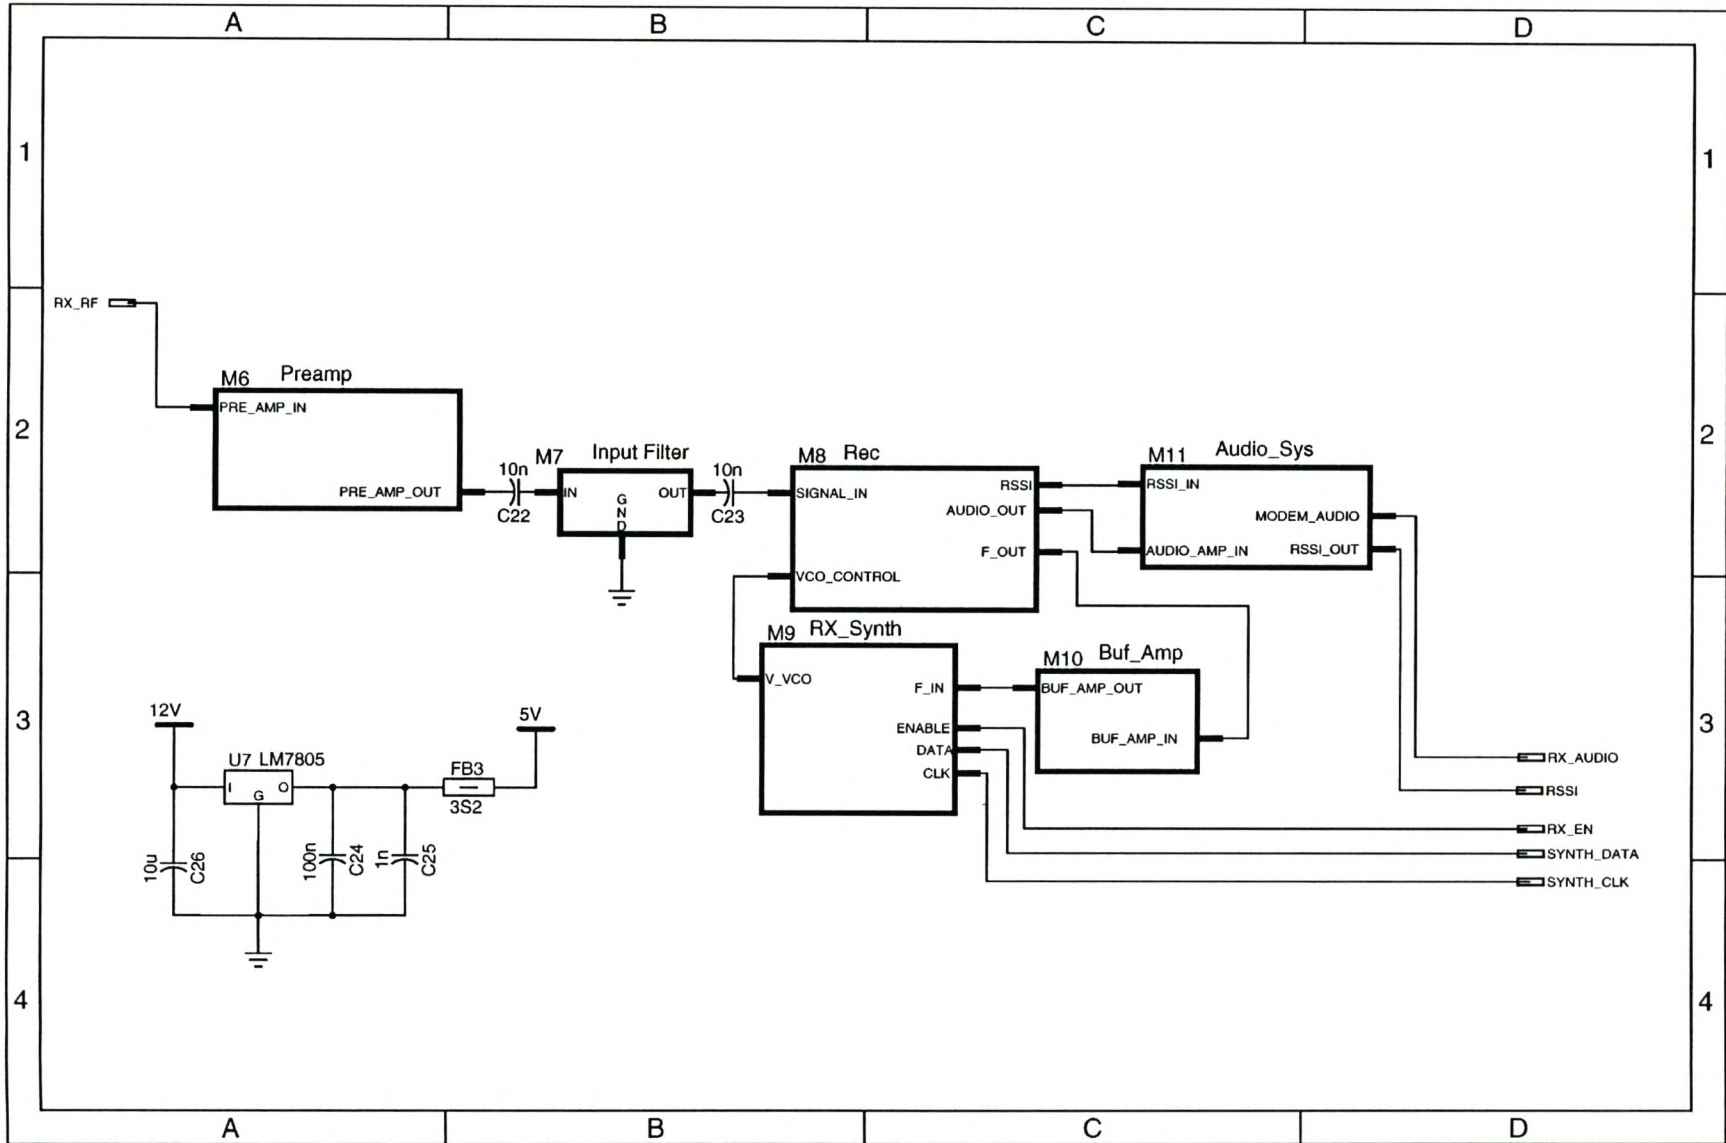 A
B
C
D
1
1
RX_RF
M6 Preamp
PRE_AMP_IN
PRE_AMP_OUT
2
2
10n
C22
M7 Input Filter
IN
GND
OUT
10n
C23
M8 Rec
SIGNAL_IN
VCO_CONTROL
RSSI
AUDIO_OUT
F_OUT
M11 Audio_Sys
RSSI_IN
AUDIO_AMP_IN
MODEM_AUDIO
RSSI_OUT
M9 RX_Synth
V_VCO
F_IN
ENABLE
DATA
CLK
M10 Buf_Amp
BUF_AMP_OUT
BUF_AMP_IN
3
3
12V
5V
U7 LM7805
I
G
O
FB3
3S2
10u
C26
100n
C24
1n
C25
RX_AUDIO
RSSI
RX_EN
SYNTH_DATA
SYNTH_CLK
4
4
A
B
C
D